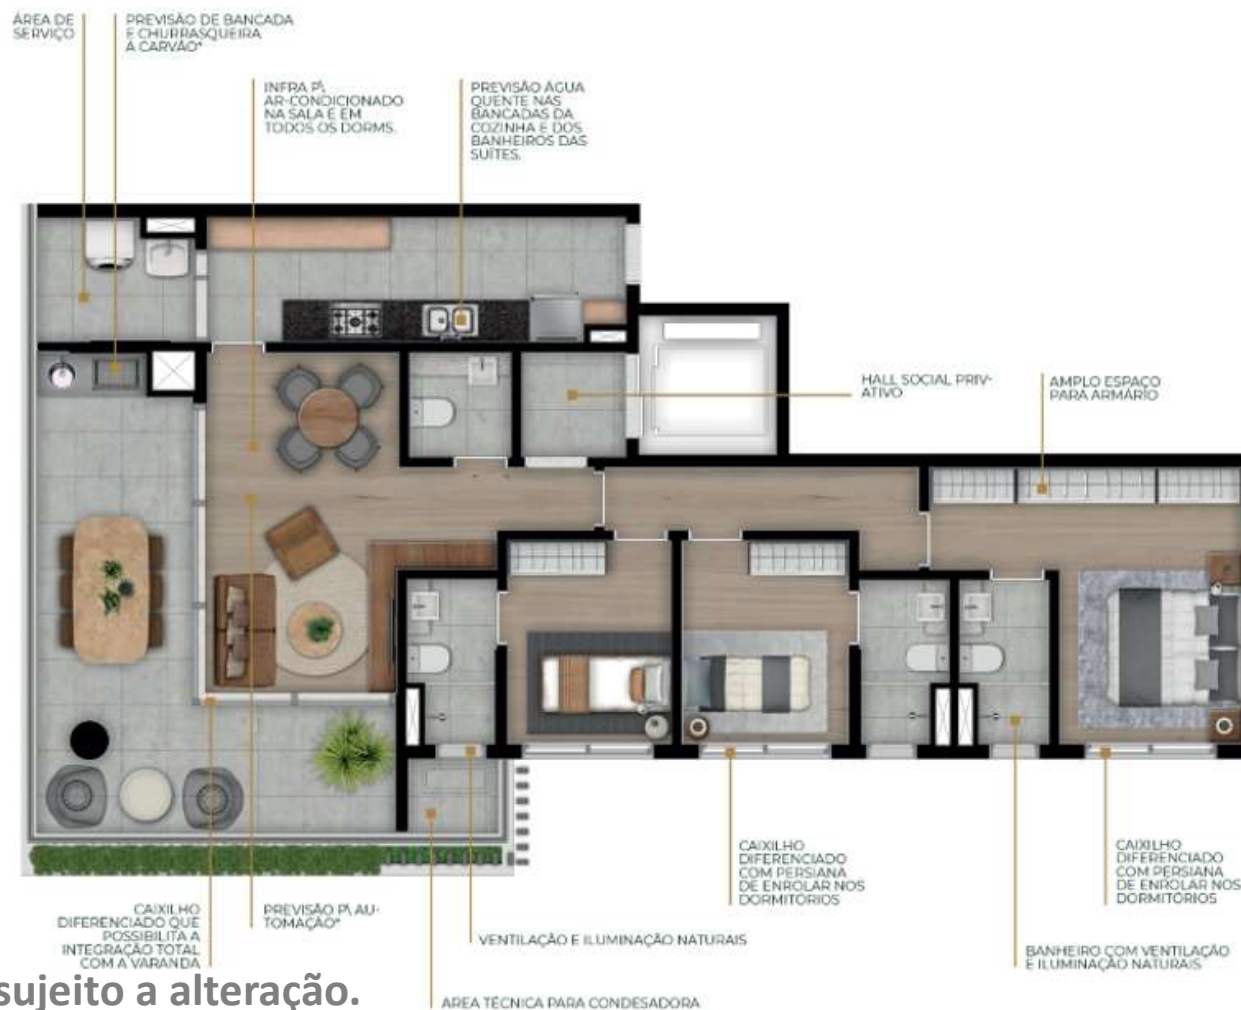 ÁREA DE
SERVIÇO
PREVISÃO DE BANCADA
E CHURRASQUEIRA
À CARVÃO*
INFRA P\
AR-CONDICIONADO
NA SALA E EM
TODOS OS DORMS.
PREVISÃO ÁGUA
QUENTE NAS
BANCADAS DA
COZINHA E DOS
BANHEIROS DAS
SUÍTES.
HALL SOCIAL PRIV-
ATIVO
AMPLO ESPAÇO
PARA ARMÁRIO
CAIXILHO
DIFERENCIADO QUE
POSSIBILITA A
INTEGRAÇÃO TOTAL
COM A VARANDA
PREVISÃO P\ AU-
TOMAÇÃO*
VENTILAÇÃO E ILUMINAÇÃO NATURAIS
AREA TÉCNICA PARA CONDESADORA
CAIXILHO
DIFERENCIADO
COM PERSIANA
DE ENROLAR NOS
DORMITÓRIOS
BANHEIRO COM VENTILAÇÃO
E ILUMINAÇÃO NATURAIS
CAIXILHO
DIFERENCIADO
COM PERSIANA
DE ENROLAR NOS
DORMITÓRIOS
sujeito a alteração.